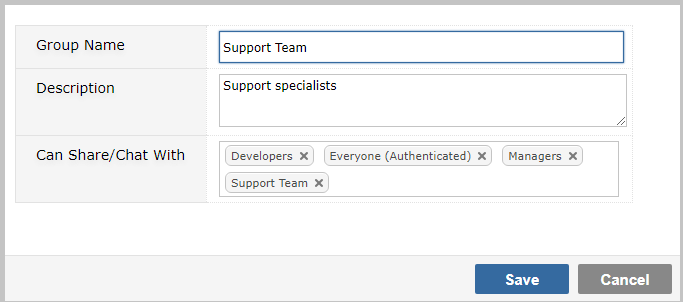 Group Name
Support Team
Description
Support specialists
Can Share/Chat With
Developers Everyone (Authenticated) Managers
Support Team
Save Cancel